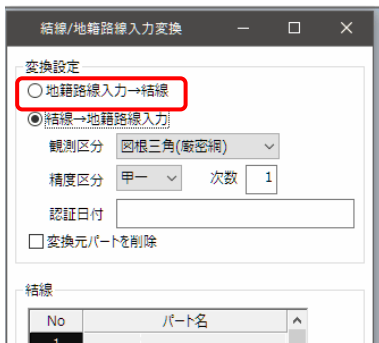 結線/地籍路線入力変換
変換設定
地籍路線入力→結線
結線→地籍路線入力
観測区分 図根三角(厳密網)
精度区分 甲一 次数 1
認証日付
変換元パートを削除
結線
No パート名
1